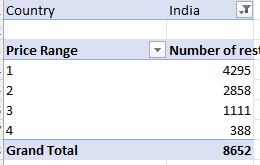 Country India
Price Range Number of rest
1 4295
2 2858
3 1111
4 388
Grand Total 8652